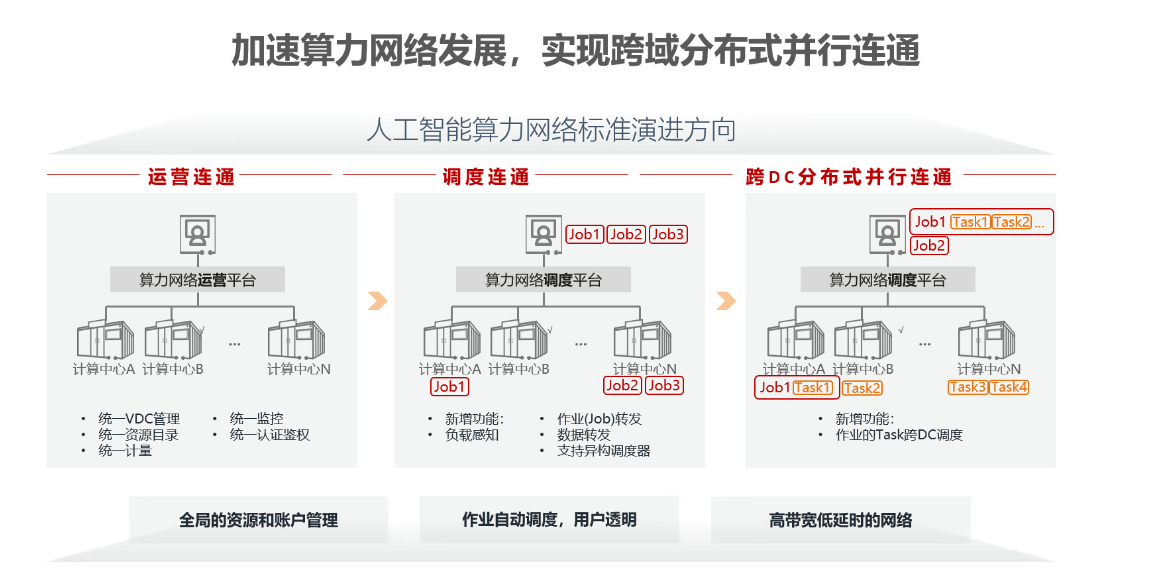 加速算力网络发展，实现跨域分布式并行连通
人工智能算力网络标准演进方向
运营连通
算力网络运营平台
计算中心A 计算中心B … 计算中心N
• 统一VDC管理
• 统一资源目录
• 统一计量
• 统一监控
• 统一认证鉴权
调度连通
Job1 Job2 Job3
算力网络调度平台
计算中心A 计算中心B … 计算中心N
Job1 Job2 Job3
• 新增功能：
• 负载感知
• 作业(Job)转发
• 数据转发
• 支持异构调度器
跨DC分布式并行连通
Job1 Task1 Task2 …
Job2
算力网络调度平台
计算中心A 计算中心B … 计算中心N
Job1 Task1 Task2 Task3 Task4
• 新增功能：
• 作业的Task跨DC调度
全局的资源和账户管理
作业自动调度，用户透明
高带宽低延时的网络